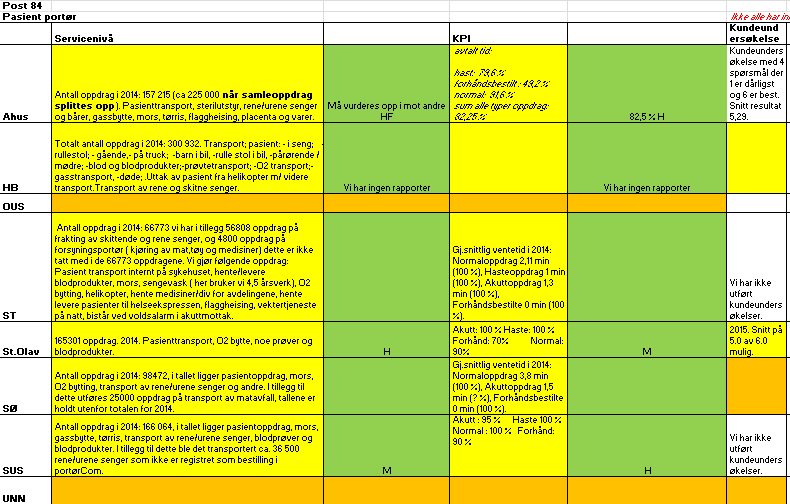 Post 84
Pasient portør
Ikke alle har
Servicenivå
KPI
Kundeund
ersøkelse
Ahus
Antall oppdrag i 2014: 157 215 (ca 225 000 når samleoppdrag
splittes opp). Pasienttransport, sterilutstyr, rene/urene senger
og bårer, gassbytte, mors, tørris, flaggheising, placenta og varer.
Må vurderes opp i mot andre
HF
avtalt tid:
hast: 79,6 %
forhåndsbestilt : 49,2 %
normal: 91,6 %
sum alle typer oppdrag:
82,25 %
82,5 % H
Kundeunders
økelse med 4
spørsmål der
1 er dårligst
og 6 er best.
Snitt resultat
5,29.
HB
Totalt antall oppdrag i 2014: 300 932. Transport; pasient: - i seng; -
rullestol; - gående,- på truck; -barn i bil, -rulle stol i bil, -pårørende /
mødre; -blod og blodprodukter;-prøvetransport; -O2 transport;-
gasstransport, -døde; .Uttak av pasient fra helikopter m/ videre
transport.Transport av rene og skitne senger.
Vi har ingen rapporter
Vi har ingen rapporter
OUS
ST
Antall oppdrag i 2014: 66773 vi har i tillegg 56808 oppdrag på
frakting av skittende og rene senger, og 4800 oppdrag på
forsyningsportør ( kjøring av mat,tøy og medisiner) dette er ikke
tatt med i de 66773 oppdragene. Vi gjør følgende oppdrag:
Pasient transport internt på sykehuset, hente/levere
blodprodukter, mors, sengevask ( her bruker vi 4,5 årsverk), O2
bytting, helikopter, hente medisiner/div for avdelingene, hente
levere pasienter til helseekspressen, flaggheising, vektertjeneste
på natt, bistår ved voldsalarm i akuttmottak.
Gj.snittlig ventetid i 2014:
Normaloppdrag 2,11 min
(100 %), Hasteoppdrag 1 min
(100 %), Akuttoppdrag 1,3
min (100 %),
Forhåndsbestilte 0 min (100
%).
Vi har ikke
utført
kundeunders
økelser.
St.Olav
165301 oppdrag. 2014. Pasienttransport, O2 bytte, noe prøver og
blodprodukter.
H
Akutt: 100 % Haste: 100 %
Forhånd: 70% Normal:
90%
M
2015. Snitt på
5.0 av 6.0
mulig.
SØ
Antall oppdrag i 2014: 98472, i tallet ligger pasientoppdrag, mors,
O2 bytting, transport av rene/urene senger og andre. I tillegg til
dette utføres 25000 oppdrag på transport av matavfall, tallene er
holdt utenfor totalen for 2014.
Gj.snittlig ventetid i 2014:
Normaloppdrag 3,8 min
(100 %), Akuttoppdrag 1,5
min (? %), Forhåndsbestilte
0 min (100 %).
SUS
Antall oppdrag i 2014: 166 064, i tallet ligger pasientoppdrag, mors,
gassbytte, tørris, transport av rene/urene senger, blodprøver og
blodprodukter. I tillegg til dette ble det transportert ca. 36 500
rene/urene senger som ikke er registret som bestilling i
portørCom.
M
Akutt : 95 % Haste 100 %
Normal : 100 % Forhånd:
90 %
H
Vi har ikke
utført
kundeunders
økelser.
UNN